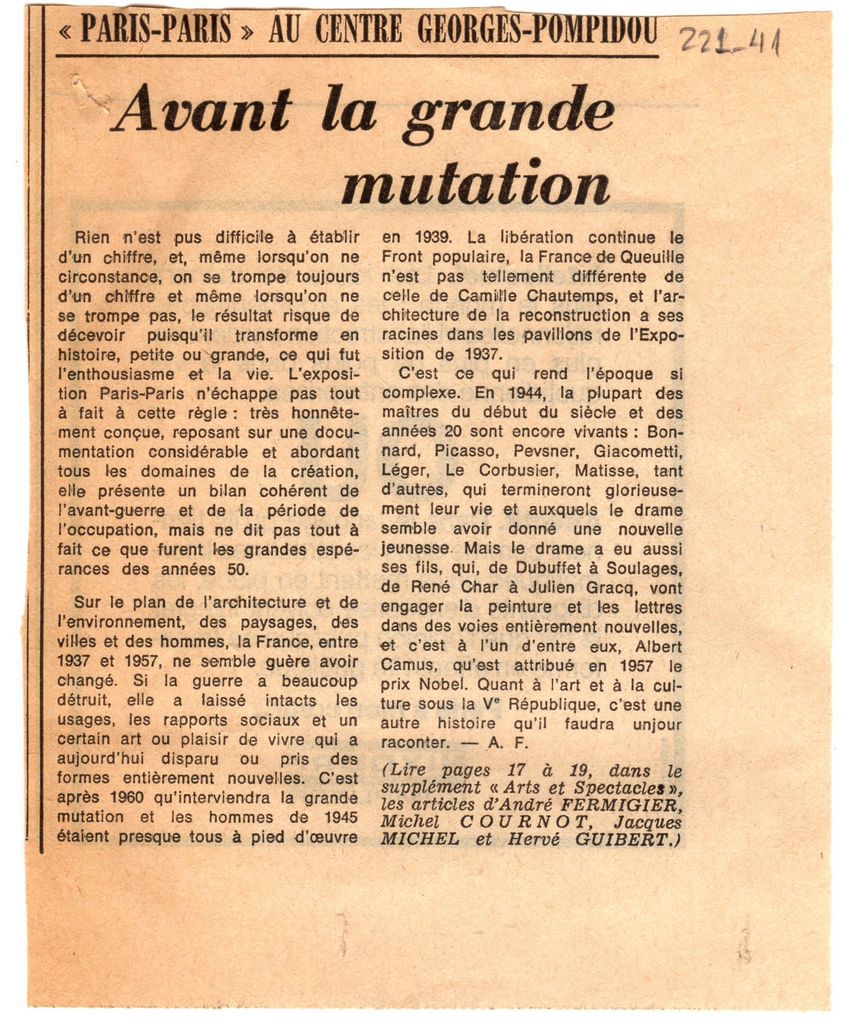 « PARIS-PARIS » AU CENTRE GEORGES-POMPIDOU
221-41
Avant la grande
mutation
Rien n'est pus difficile à établir
d'un chiffre, et, même lorsqu'on ne
circonstance, on se trompe toujours
d'un chiffre et même lorsqu'on ne
se trompe pas, le résultat risque de
décevoir puisqu'il transforme en
histoire, petite ou grande, ce qui fut
l'enthousiasme et la vie. L'exposi-
tion Paris-Paris n'échappe pas tout
à fait à cette règle : très honnête-
ment conçue, reposant sur une docu-
mentation considérable et abordant
tous les domaines de la création,
elle présente un bilan cohérent de
l'avant-guerre et de la période de
l'occupation, mais ne dit pas tout à
fait ce que furent les grandes espé-
rances des années 50.
Sur le plan de l'architecture et de
l'environnement, des paysages, des
villes et des hommes, la France, entre
1937 et 1957, ne semble guère avoir
changé. Si la guerre a beaucoup
détruit, elle a laissé intacts les
usages, les rapports sociaux et un
certain art ou plaisir de vivre qui a
aujourd'hui disparu ou pris des
formes entièrement nouvelles. C'est
après 1960 qu'interviendra la grande
mutation et les hommes de 1945
étaient presque tous à pied d'œuvre
en 1939. La libération continue le
Front populaire, la France de Queuille
n'est pas tellement différente de
celle de Camille Chautemps, et l'ar-
chitecture de la reconstruction a ses
racines dans les pavillons de l'Expo-
sition de 1937.
C'est ce qui rend l'époque si
complexe. En 1944, la plupart des
maîtres du début du siècle et des
années 20 sont encore vivants : Bon-
nard, Picasso, Pevsner, Giacometti,
Léger, Le Corbusier, Matisse, tant
d'autres, qui termineront glorieuse-
ment leur vie et auxquels le drame
semble avoir donné une nouvelle
jeunesse. Mais le drame a eu aussi
ses fils, qui, de Dubuffet à Soulages,
de René Char à Julien Gracq, vont
engager la peinture et les lettres
dans des voies entièrement nouvelles,
et c'est à l'un d'entre eux, Albert
Camus, qu'est attribué en 1957 le
prix Nobel. Quant à l'art et à la cul-
ture sous la Vᵉ République, c'est une
autre histoire qu'il faudra unjour
raconter. — A. F.
(Lire pages 17 à 19, dans le
supplément « Arts et Spectacles »,
les articles d'André FERMIGIER,
Michel COURNOT, Jacques
MICHEL et Hervé GUIBERT.)